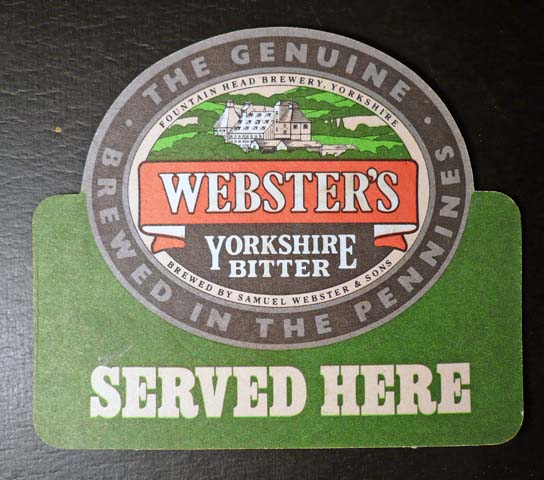 · THE GENUINE ·
FOUNTAIN HEAD BREWERY, YORKSHIRE
WEBSTER'S
YORKSHIRE
BITTER
BREWED BY SAMUEL WEBSTER & SONS
BREWED IN THE PENNINES
SERVED HERE